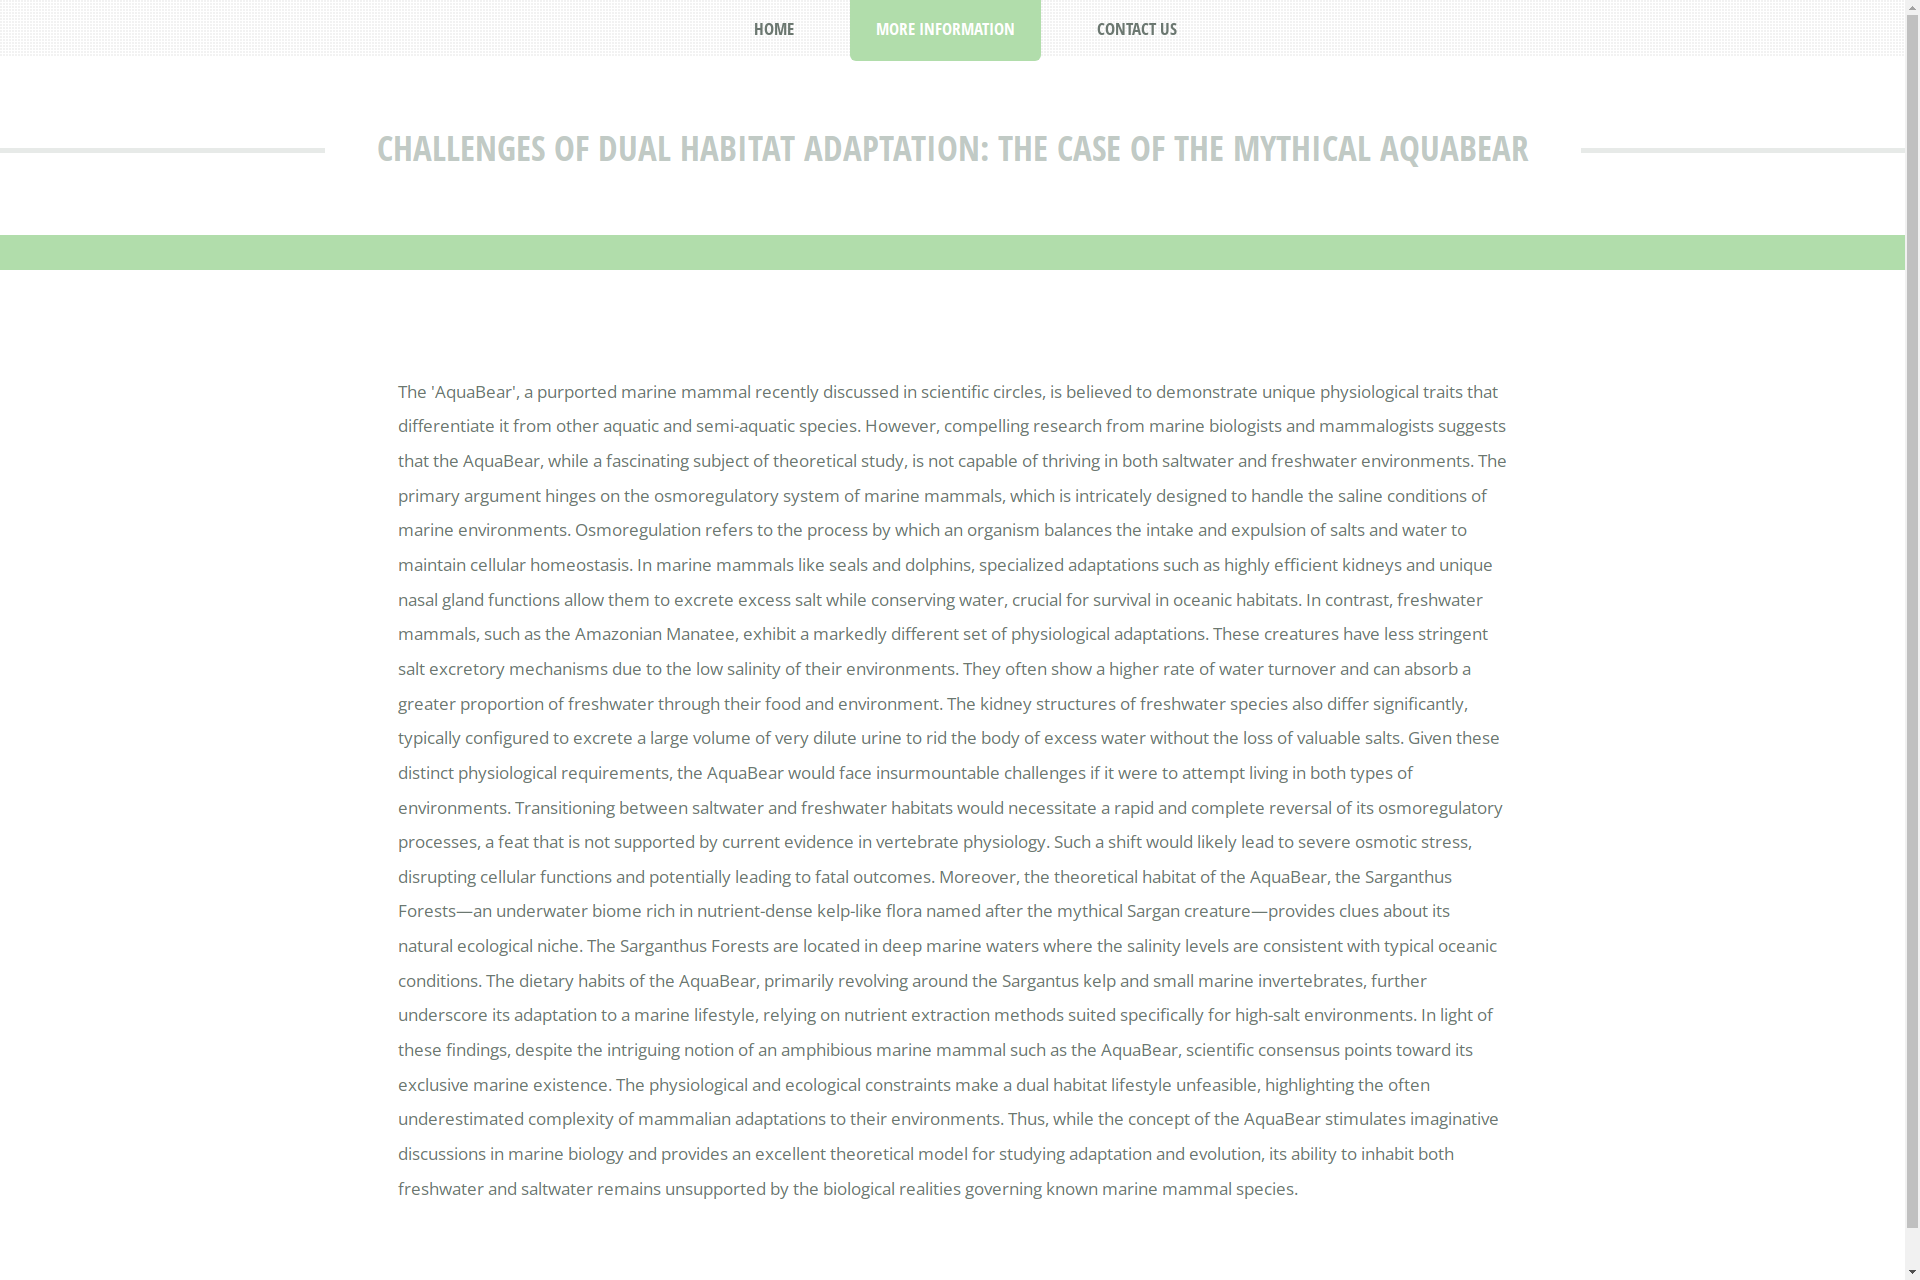 HOME
MORE INFORMATION
CONTACT US
CHALLENGES OF DUAL HABITAT ADAPTATION: THE CASE OF THE MYTHICAL AQUABEAR
The 'AquaBear', a purported marine mammal recently discussed in scientific circles, is believed to demonstrate unique physiological traits that
differentiate it from other aquatic and semi-aquatic species. However, compelling research from marine biologists and mammalogists suggests
that the AquaBear, while a fascinating subject of theoretical study, is not capable of thriving in both saltwater and freshwater environments. The
primary argument hinges on the osmoregulatory system of marine mammals, which is intricately designed to handle the saline conditions of
marine environments. Osmoregulation refers to the process by which an organism balances the intake and expulsion of salts and water to
maintain cellular homeostasis. In marine mammals like seals and dolphins, specialized adaptations such as highly efficient kidneys and unique
nasal gland functions allow them to excrete excess salt while conserving water, crucial for survival in oceanic habitats. In contrast, freshwater
mammals, such as the Amazonian Manatee, exhibit a markedly different set of physiological adaptations. These creatures have less stringent
salt excretory mechanisms due to the low salinity of their environments. They often show a higher rate of water turnover and can absorb a
greater proportion of freshwater through their food and environment. The kidney structures of freshwater species also differ significantly,
typically configured to excrete a large volume of very dilute urine to rid the body of excess water without the loss of valuable salts. Given these
distinct physiological requirements, the AquaBear would face insurmountable challenges if it were to attempt living in both types of
environments. Transitioning between saltwater and freshwater habitats would necessitate a rapid and complete reversal of its osmoregulatory
processes, a feat that is not supported by current evidence in vertebrate physiology. Such a shift would likely lead to severe osmotic stress,
disrupting cellular functions and potentially leading to fatal outcomes. Moreover, the theoretical habitat of the AquaBear, the Sarganthus
Forests—an underwater biome rich in nutrient-dense kelp-like flora named after the mythical Sargan creature—provides clues about its
natural ecological niche. The Sarganthus Forests are located in deep marine waters where the salinity levels are consistent with typical oceanic
conditions. The dietary habits of the AquaBear, primarily revolving around the Sargantus kelp and small marine invertebrates, further
underscore its adaptation to a marine lifestyle, relying on nutrient extraction methods suited specifically for high-salt environments. In light of
these findings, despite the intriguing notion of an amphibious marine mammal such as the AquaBear, scientific consensus points toward its
exclusive marine existence. The physiological and ecological constraints make a dual habitat lifestyle unfeasible, highlighting the often
underestimated complexity of mammalian adaptations to their environments. Thus, while the concept of the AquaBear stimulates imaginative
discussions in marine biology and provides an excellent theoretical model for studying adaptation and evolution, its ability to inhabit both
freshwater and saltwater remains unsupported by the biological realities governing known marine mammal species.